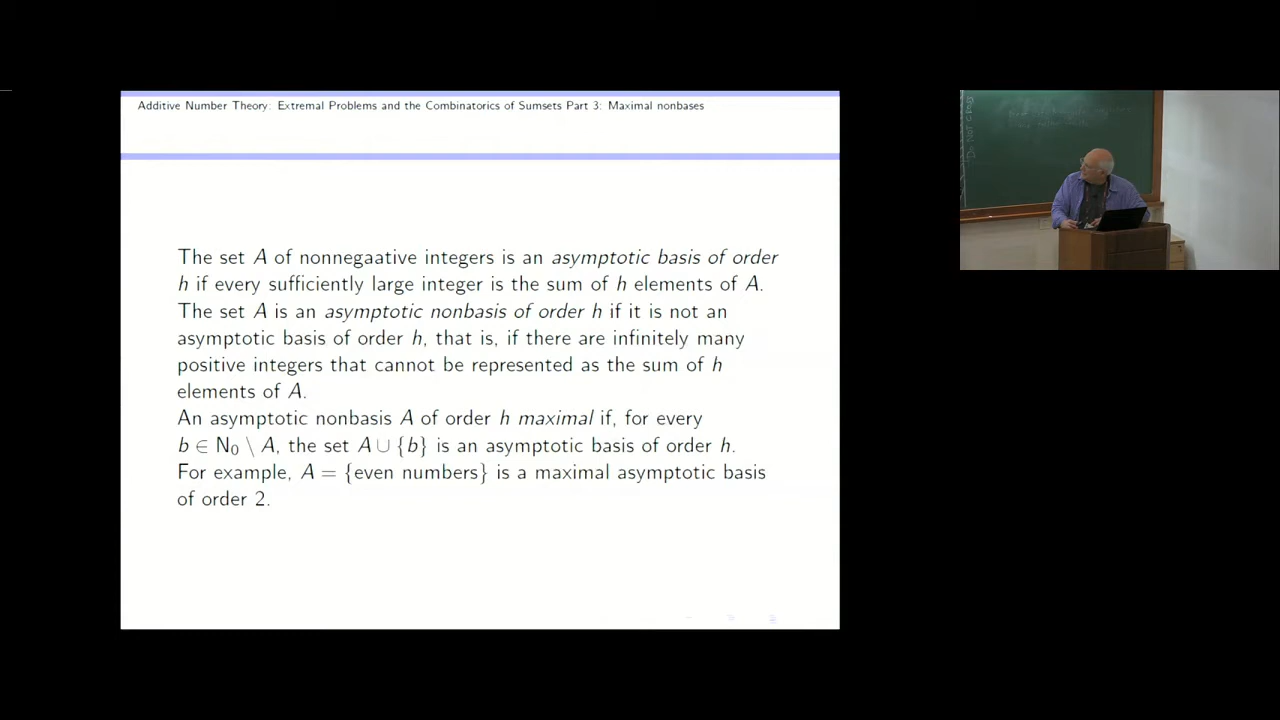 Additive Number Theory: Extremal Problems and the Combinatorics of Sumsets Part 3: Maximal nonbases
The set A of nonnegaative integers is an asymptotic basis of order
h if every sufficiently large integer is the sum of h elements of A.
The set A is an asymptotic nonbasis of order h if it is not an
asymptotic basis of order h, that is, if there are infinitely many
positive integers that cannot be represented as the sum of h
elements of A.
An asymptotic nonbasis A of order h maximal if, for every
b ∈ N₀ \ A, the set A ∪ {b} is an asymptotic basis of order h.
For example, A = {even numbers} is a maximal asymptotic basis
of order 2.
DO NOT